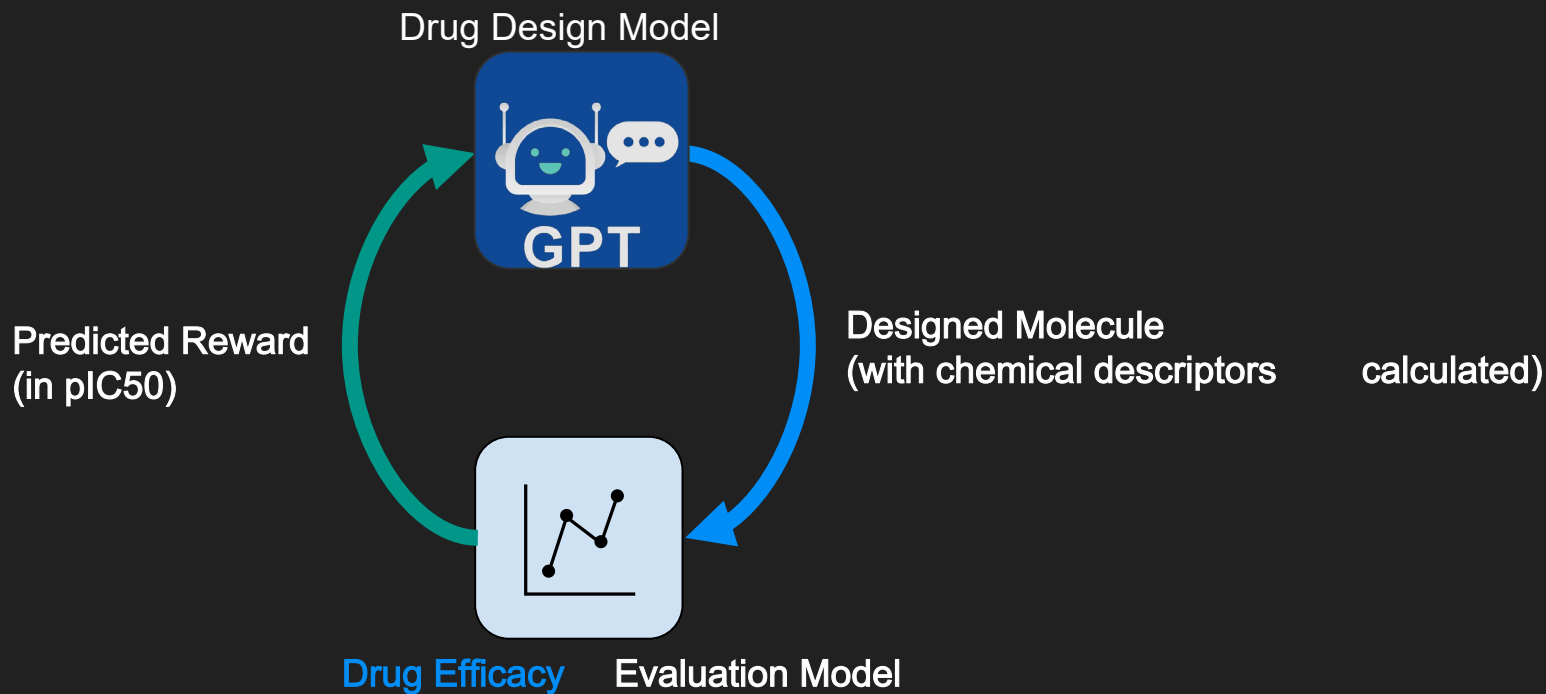 Drug Design Model
GPT
Predicted Reward
(in pIC50)
Designed Molecule
(with chemical descriptors calculated)
Drug Efficacy Evaluation Model